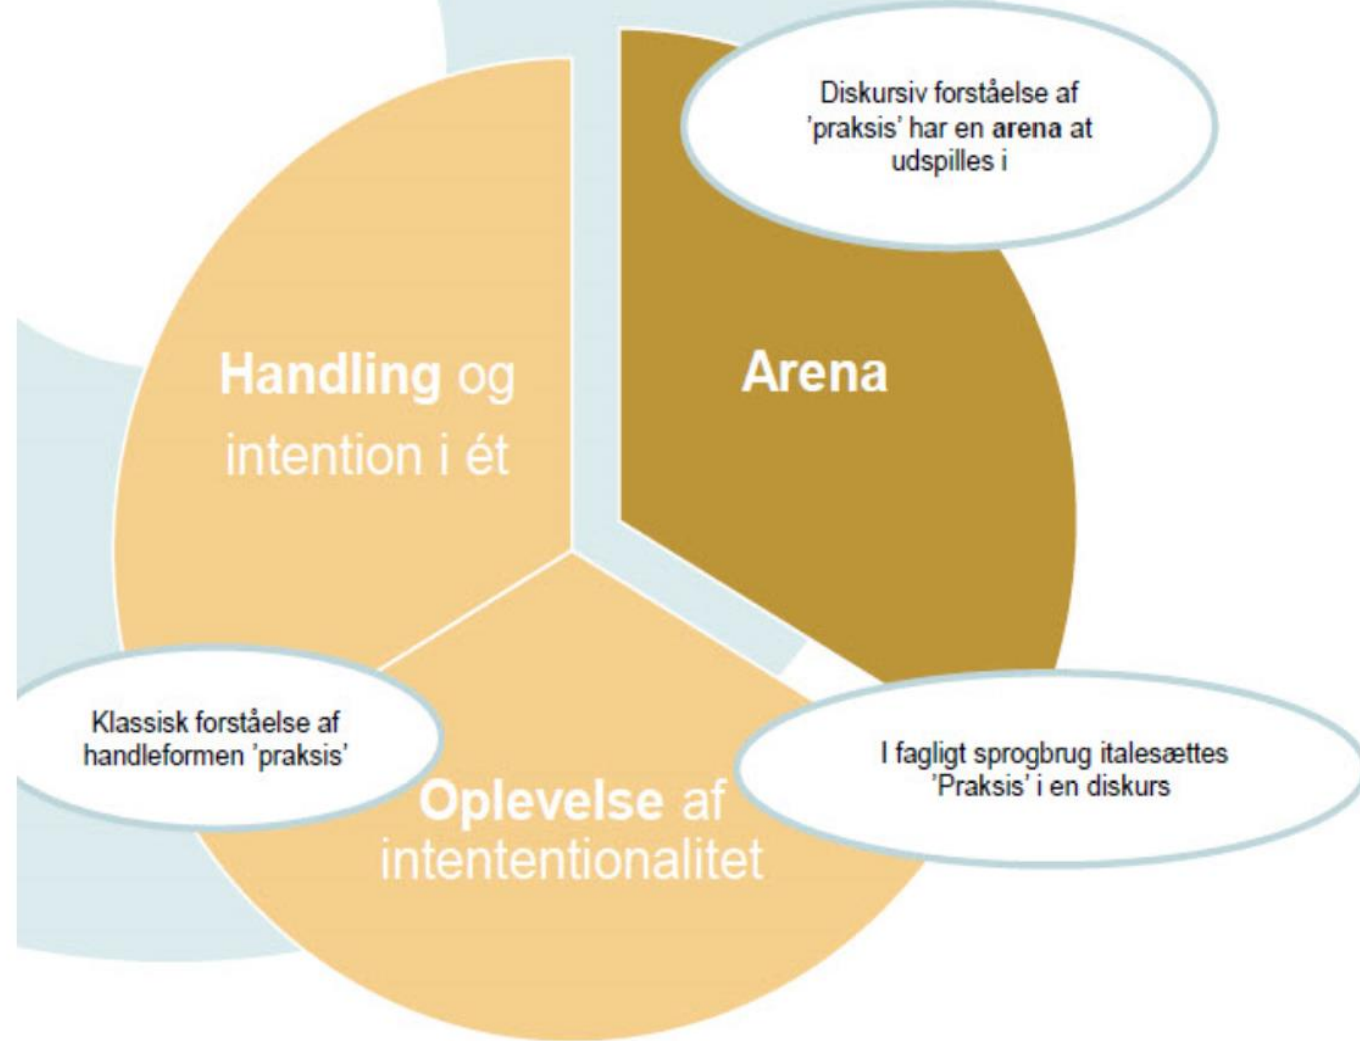 Diskursiv forståelse af
’praksis’ har en arena at
udspilles i
Handling og
intention i ét
Arena
Klassisk forståelse af
handleformen ’praksis’
I fagligt sprogbrug italesættes
’Praksis’ i en diskurs
Oplevelse af
intententionalitet